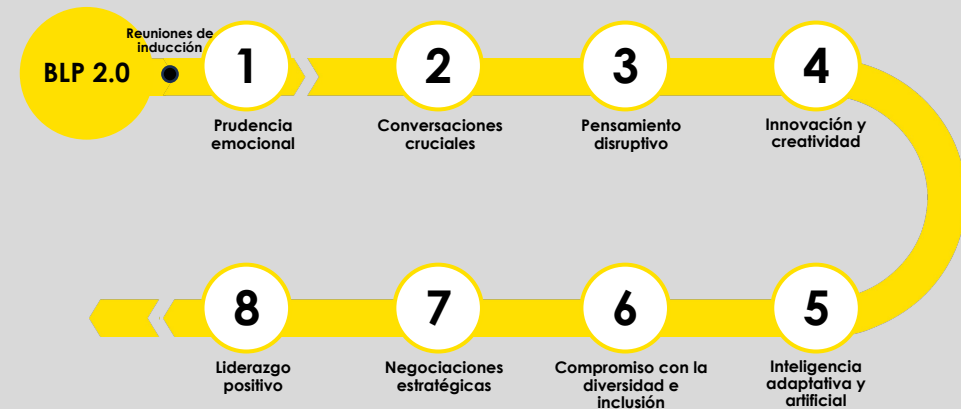 Reuniones de
inducción
BLP 2.0
1
2
3
4
Prudencia
emocional
Conversaciones
cruciales
Pensamiento
disruptivo
Innovación y
creatividad
8
7
6
5
Liderazgo
positivo
Negociaciones
estratégicas
Compromiso con la
diversidad e
inclusión
Inteligencia
adaptativa y
artificial